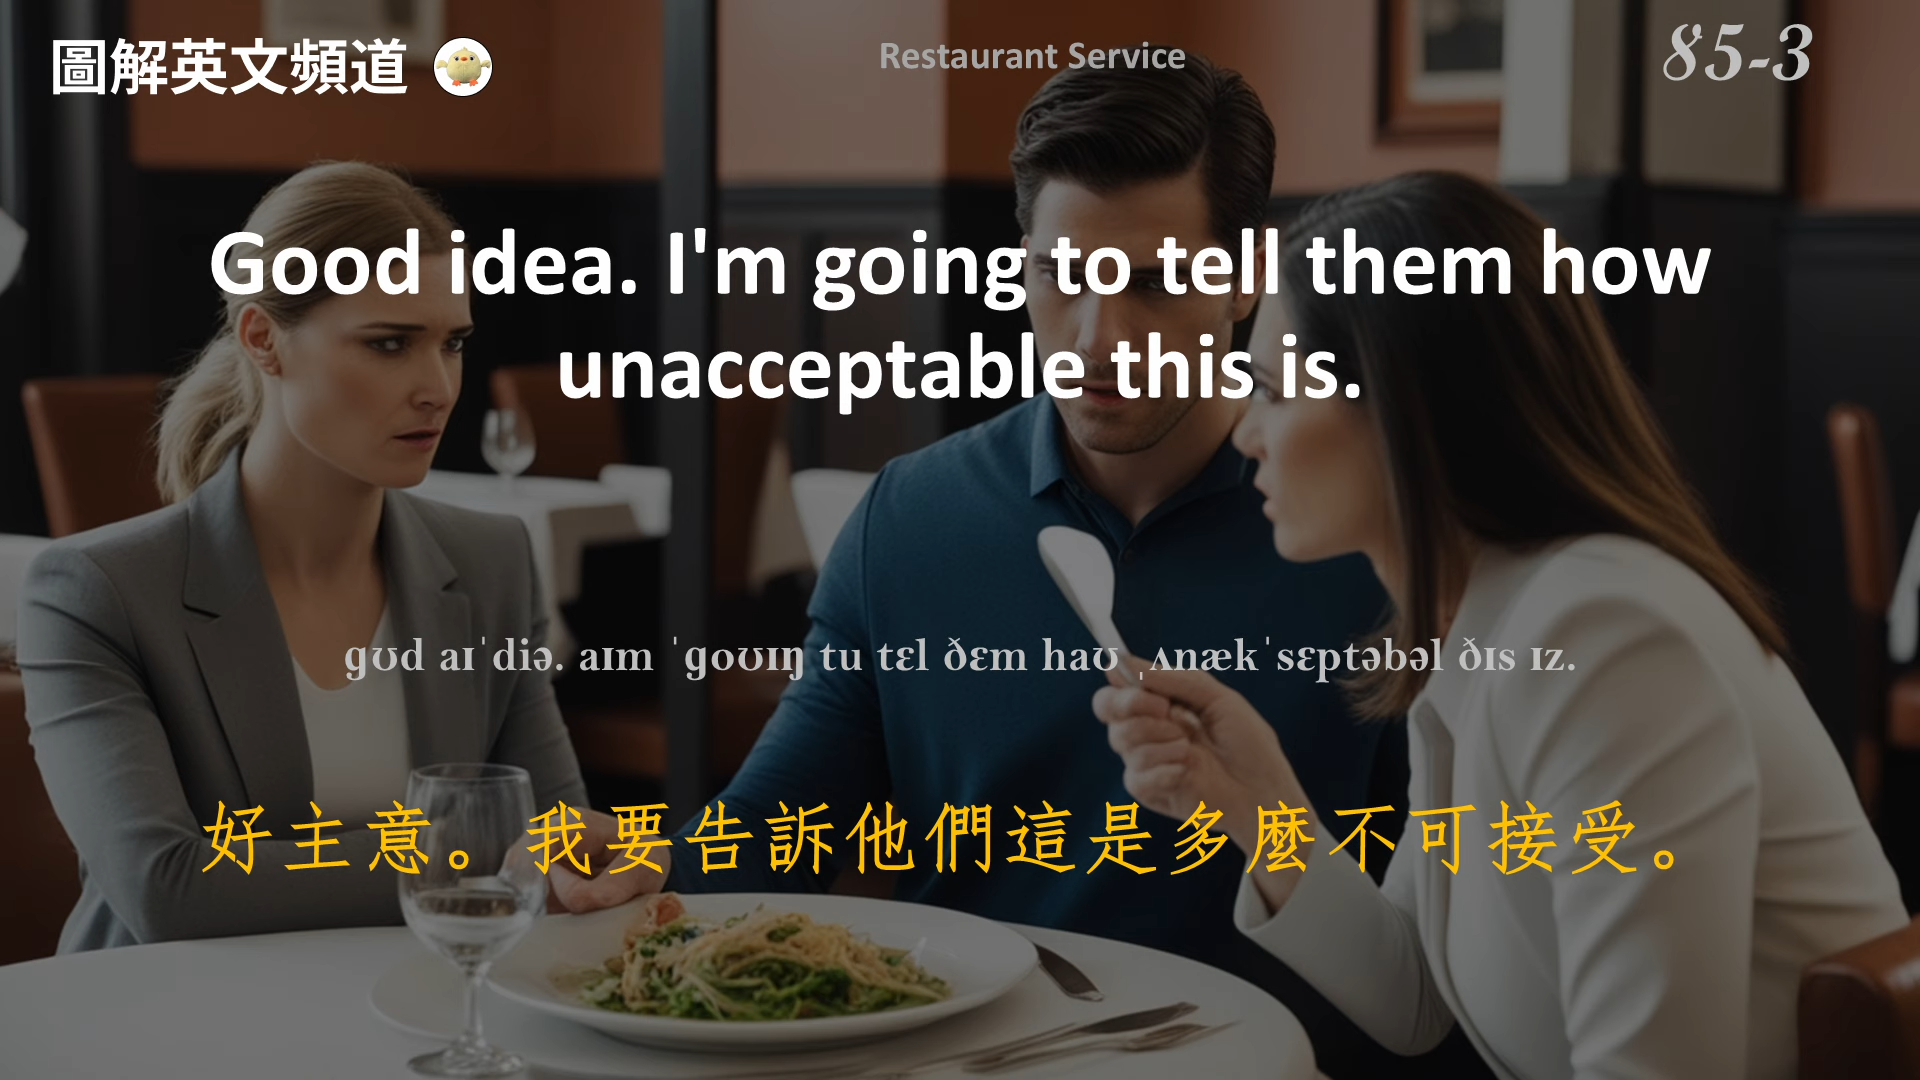 圖解英文頻道
Restaurant Service
85-3
Good idea. I'm going to tell them how
unacceptable this is.
ɡʊd aɪˈdiə. aɪm ˈɡoʊɪŋ tu tɛl ðɛm haʊ ˌʌnækˈsɛptəbəl ðɪs ɪz.
好主意。我要告訴他們這是多麼不可接受。